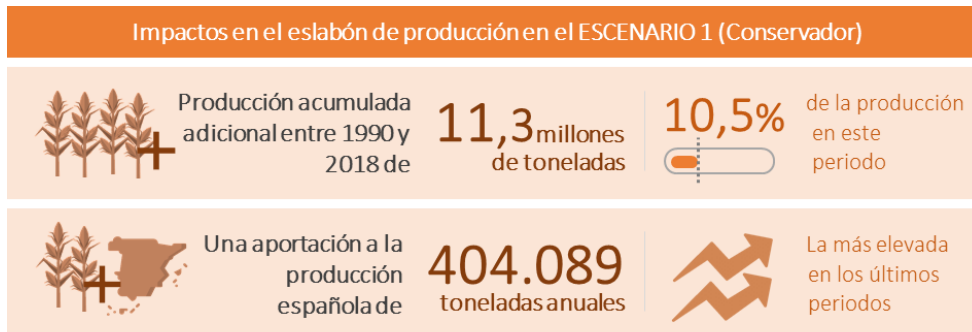 Impactos en el eslabón de producción en el ESCENARIO 1 (Conservador)
Producción acumulada
adicional entre 1990 y
2018 de
11,3 millones
de toneladas
10,5%
de la producción
en este
periodo
Una aportación a la
producción
española de
404.089
toneladas anuales
La más elevada
en los últimos
periodos